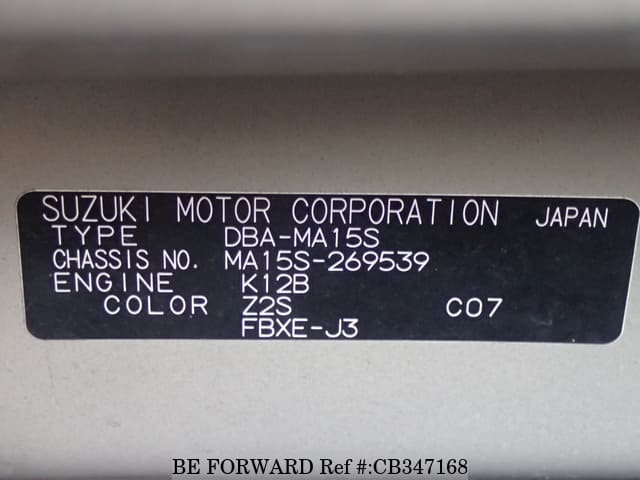 SUZUKI MOTOR CORPORATION JAPAN
TYPE DBA-MA15S
CHASSIS NO. MA15S-269539
ENGINE K12B
COLOR Z2S C07
FBXE-J3
BE FORWARD Ref #:CB347168